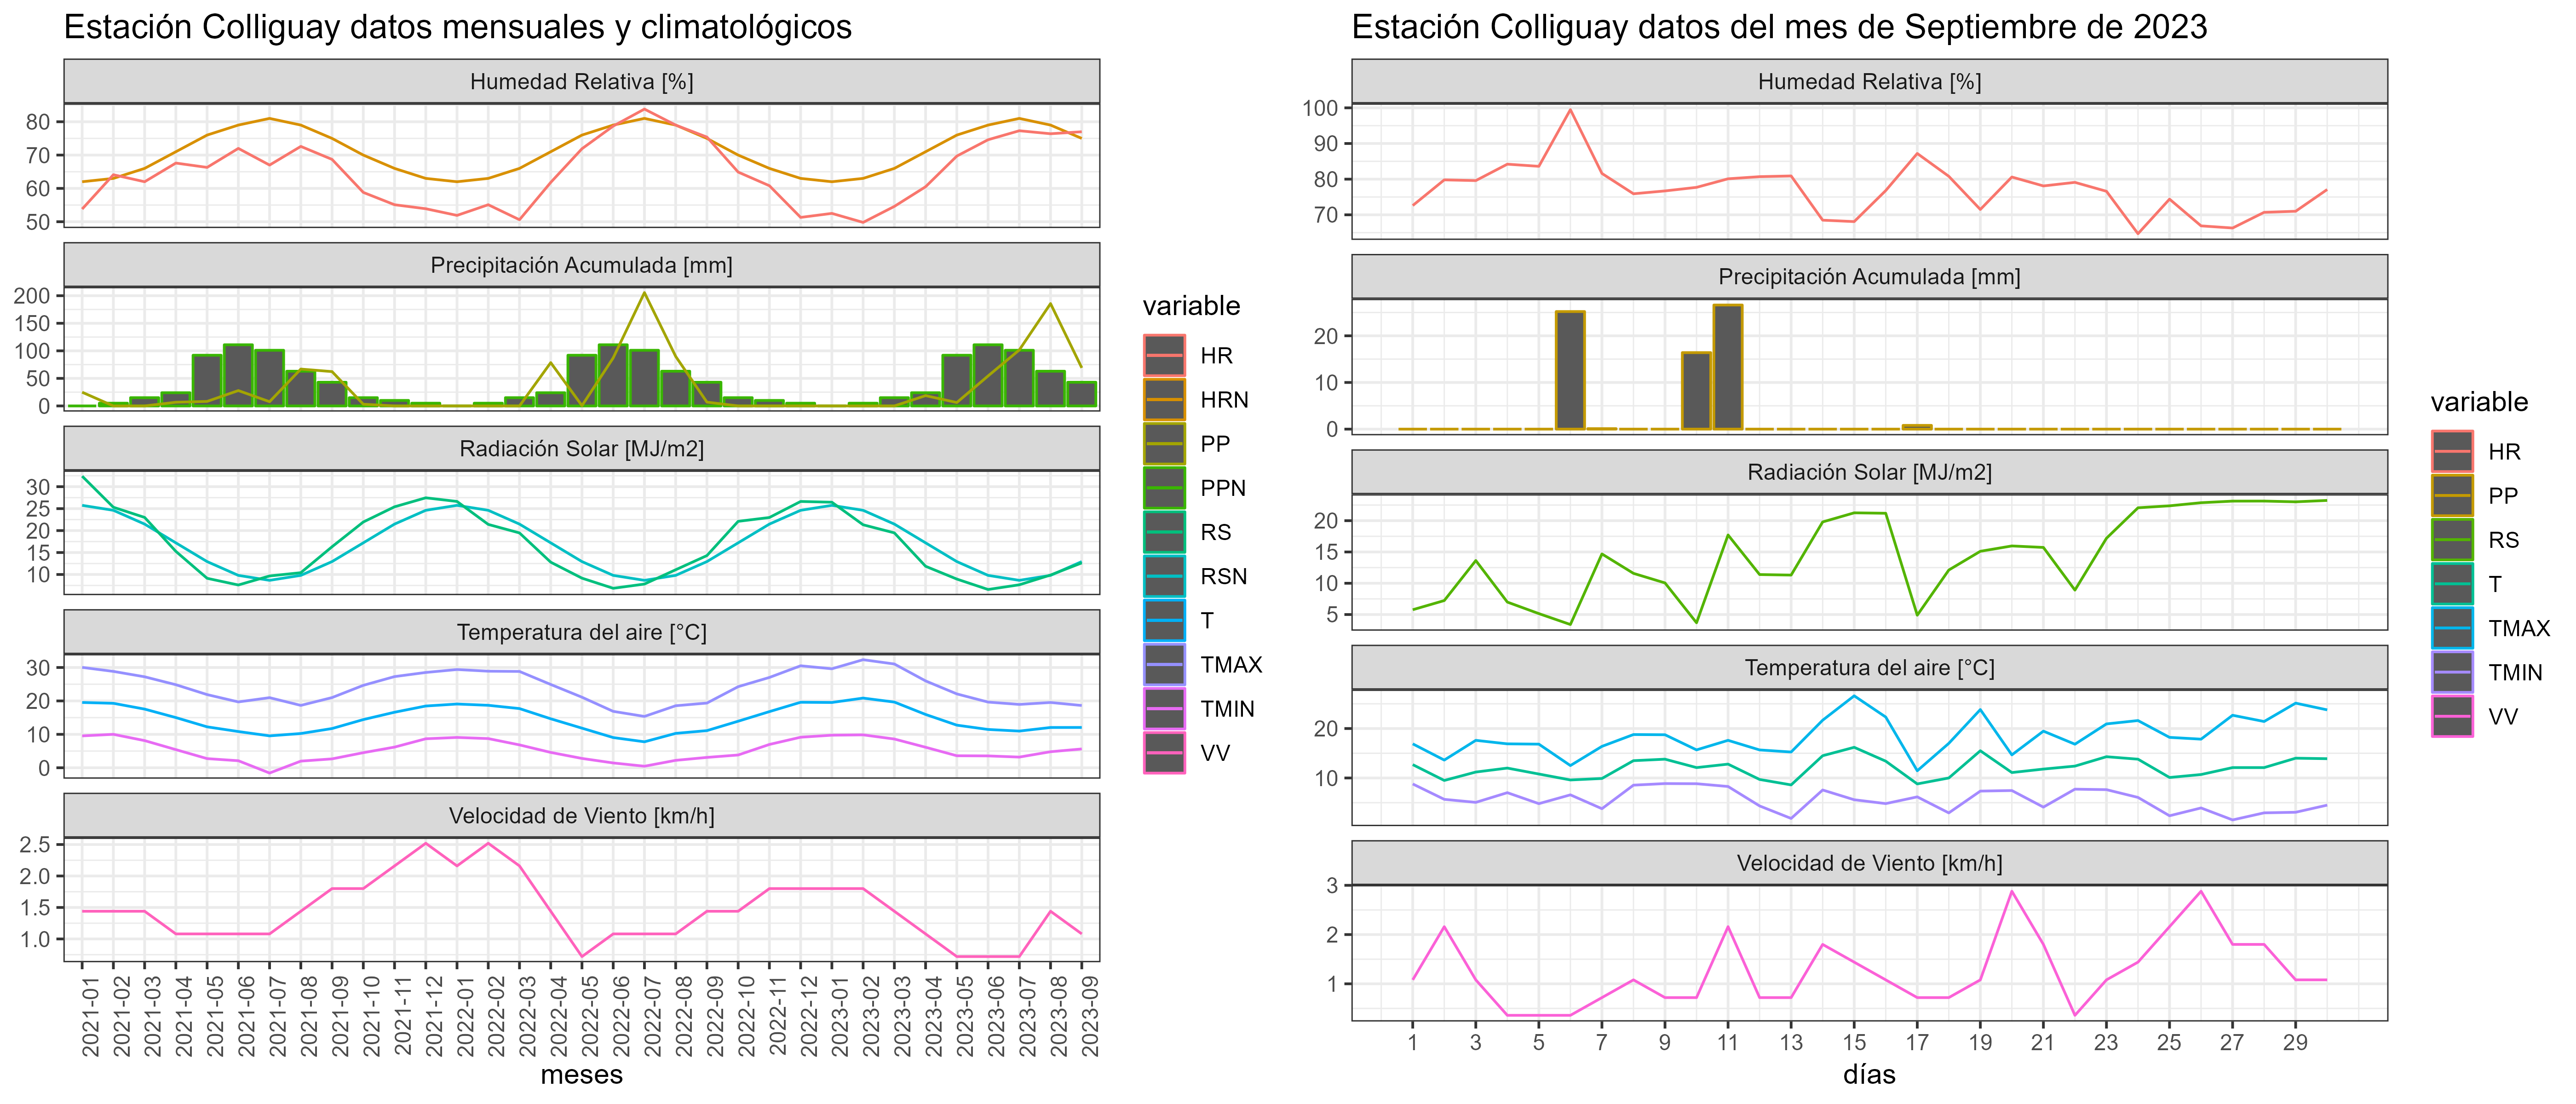 Estación Colliguay datos mensuales y climatológicos
Humedad Relativa [%]
80
70
60
50
Precipitación Acumulada [mm]
200
150
100
50
0
Radiación Solar [MJ/m2]
30
25
20
15
10
Temperatura del aire [°C]
30
20
10
0
Velocidad de Viento [km/h]
2.5
2.0
1.5
1.0
2021-01
2021-02
2021-03
2021-04
2021-05
2021-06
2021-07
2021-08
2021-09
2021-10
2021-11
2021-12
2022-01
2022-02
2022-03
2022-04
2022-05
2022-06
2022-07
2022-08
2022-09
2022-10
2022-11
2022-12
2023-01
2023-02
2023-03
2023-04
2023-05
2023-06
2023-07
2023-08
2023-09
meses
variable
HR
HRN
PP
PPN
RS
RSN
T
TMAX
TMIN
VV
Estación Colliguay datos del mes de Septiembre de 2023
Humedad Relativa [%]
100
90
80
70
Precipitación Acumulada [mm]
20
10
0
Radiación Solar [MJ/m2]
20
15
10
5
Temperatura del aire [°C]
20
10
Velocidad de Viento [km/h]
3
2
1
1 3 5 7 9 11 13 15 17 19 21 23 25 27 29
días
variable
HR
PP
RS
T
TMAX
TMIN
VV